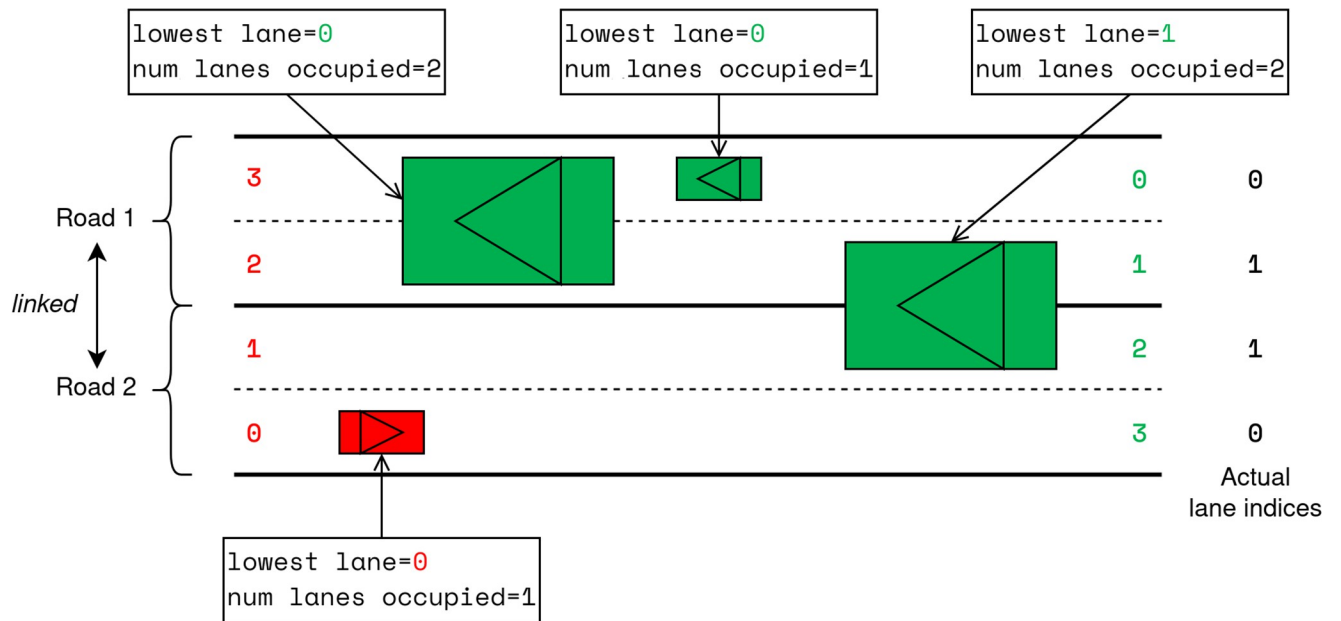 lowest lane=0
num lanes occupied=2
lowest lane=0
num lanes occupied=1
lowest lane=1
num lanes occupied=2
3
0
0
Road 1
2
1
1
linked
1
2
1
Road 2
0
3
0
Actual
lane indices
lowest lane=0
num lanes occupied=1